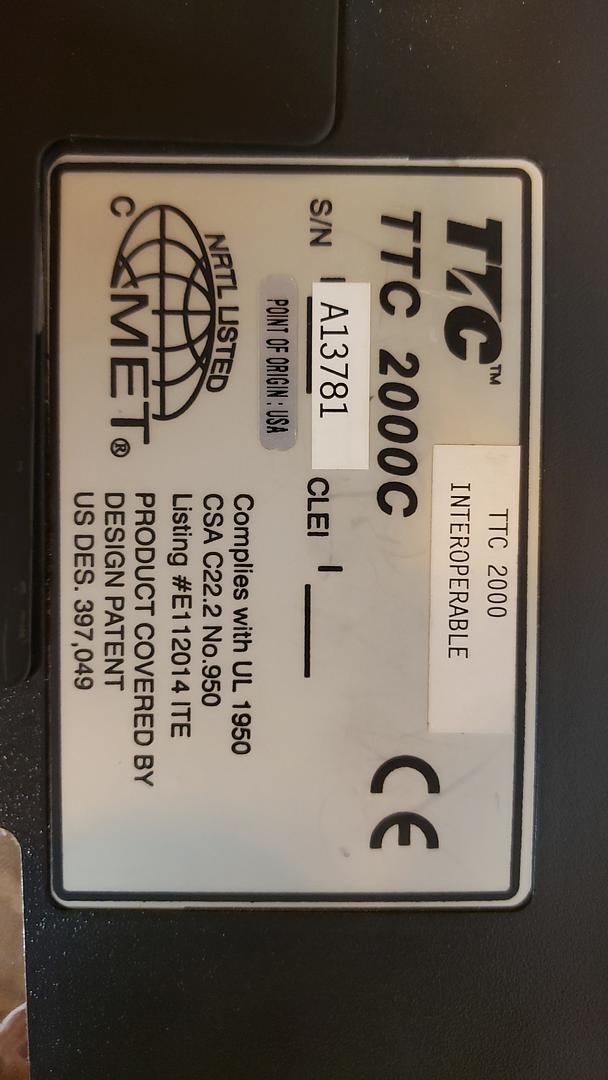 TTC™
TTC 2000
INTEROPERABLE
TTC 2000C
CE
S/N A13781 CLEI
POINT OF ORIGIN : USA
NRTL LISTED
C MET®
Complies with UL 1950
CSA C22.2 No.950
Listing #E112014 ITE
PRODUCT COVERED BY
DESIGN PATENT
US DES. 397,049